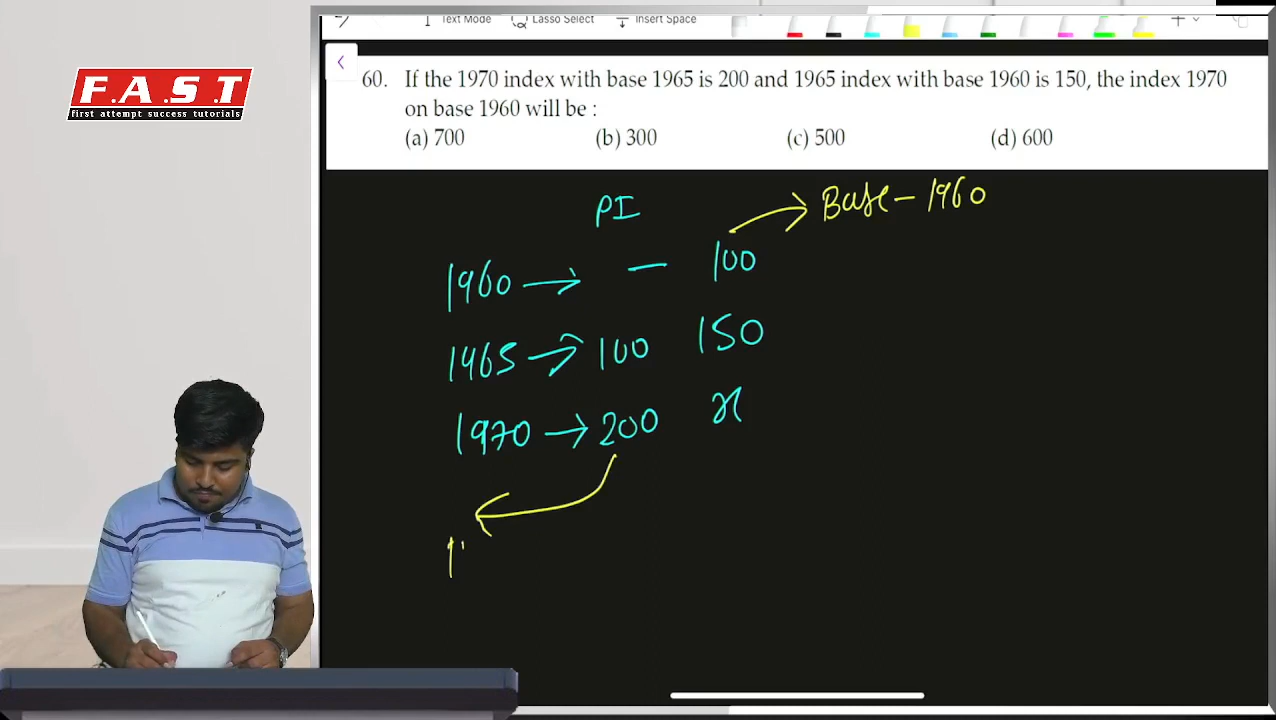 Text Mode Lasso Select Insert Space
F.A.S.T
first attempt success tutorials
60. If the 1970 index with base 1965 is 200 and 1965 index with base 1960 is 150, the index 1970
on base 1960 will be :
(a) 700 (b) 300 (c) 500 (d) 600
PI
Base - 1960
1960 → — 100
1965 → 100 150
1970 → 200 x